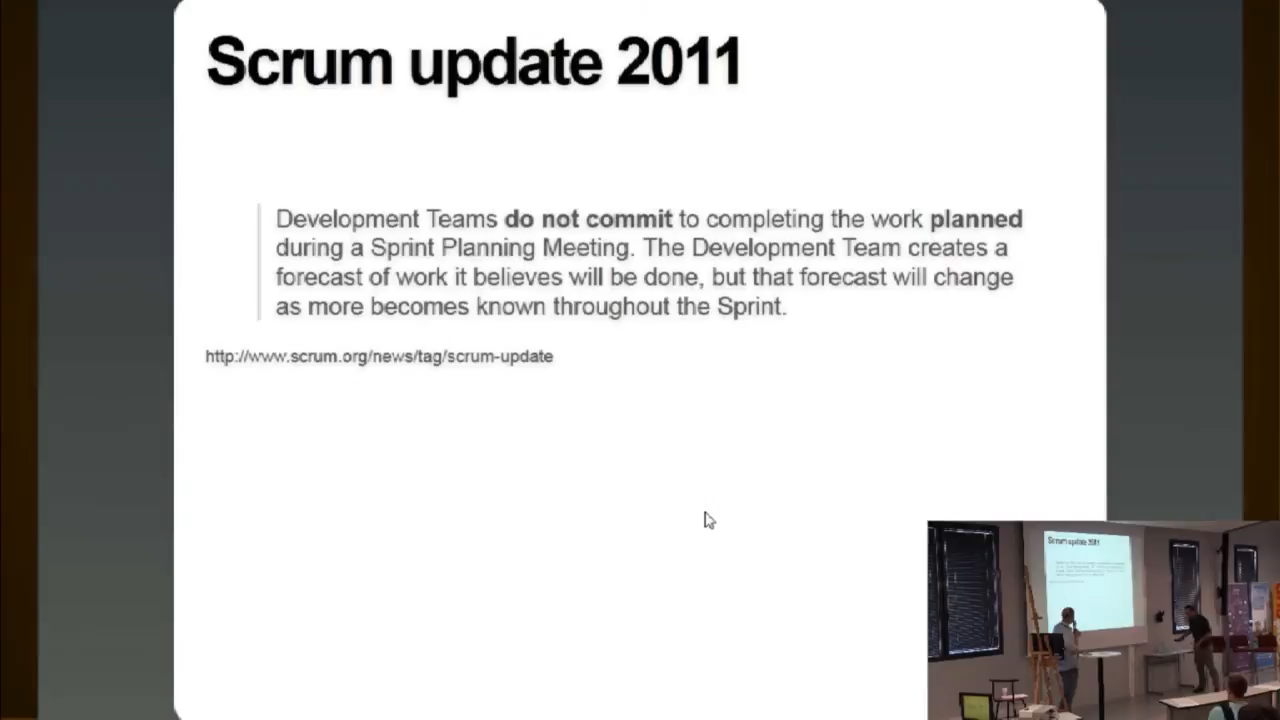 Scrum update 2011
Development Teams do not commit to completing the work planned
during a Sprint Planning Meeting. The Development Team creates a
forecast of work it believes will be done, but that forecast will change
as more becomes known throughout the Sprint.
http://www.scrum.org/news/tag/scrum-update
Scrum update 2011